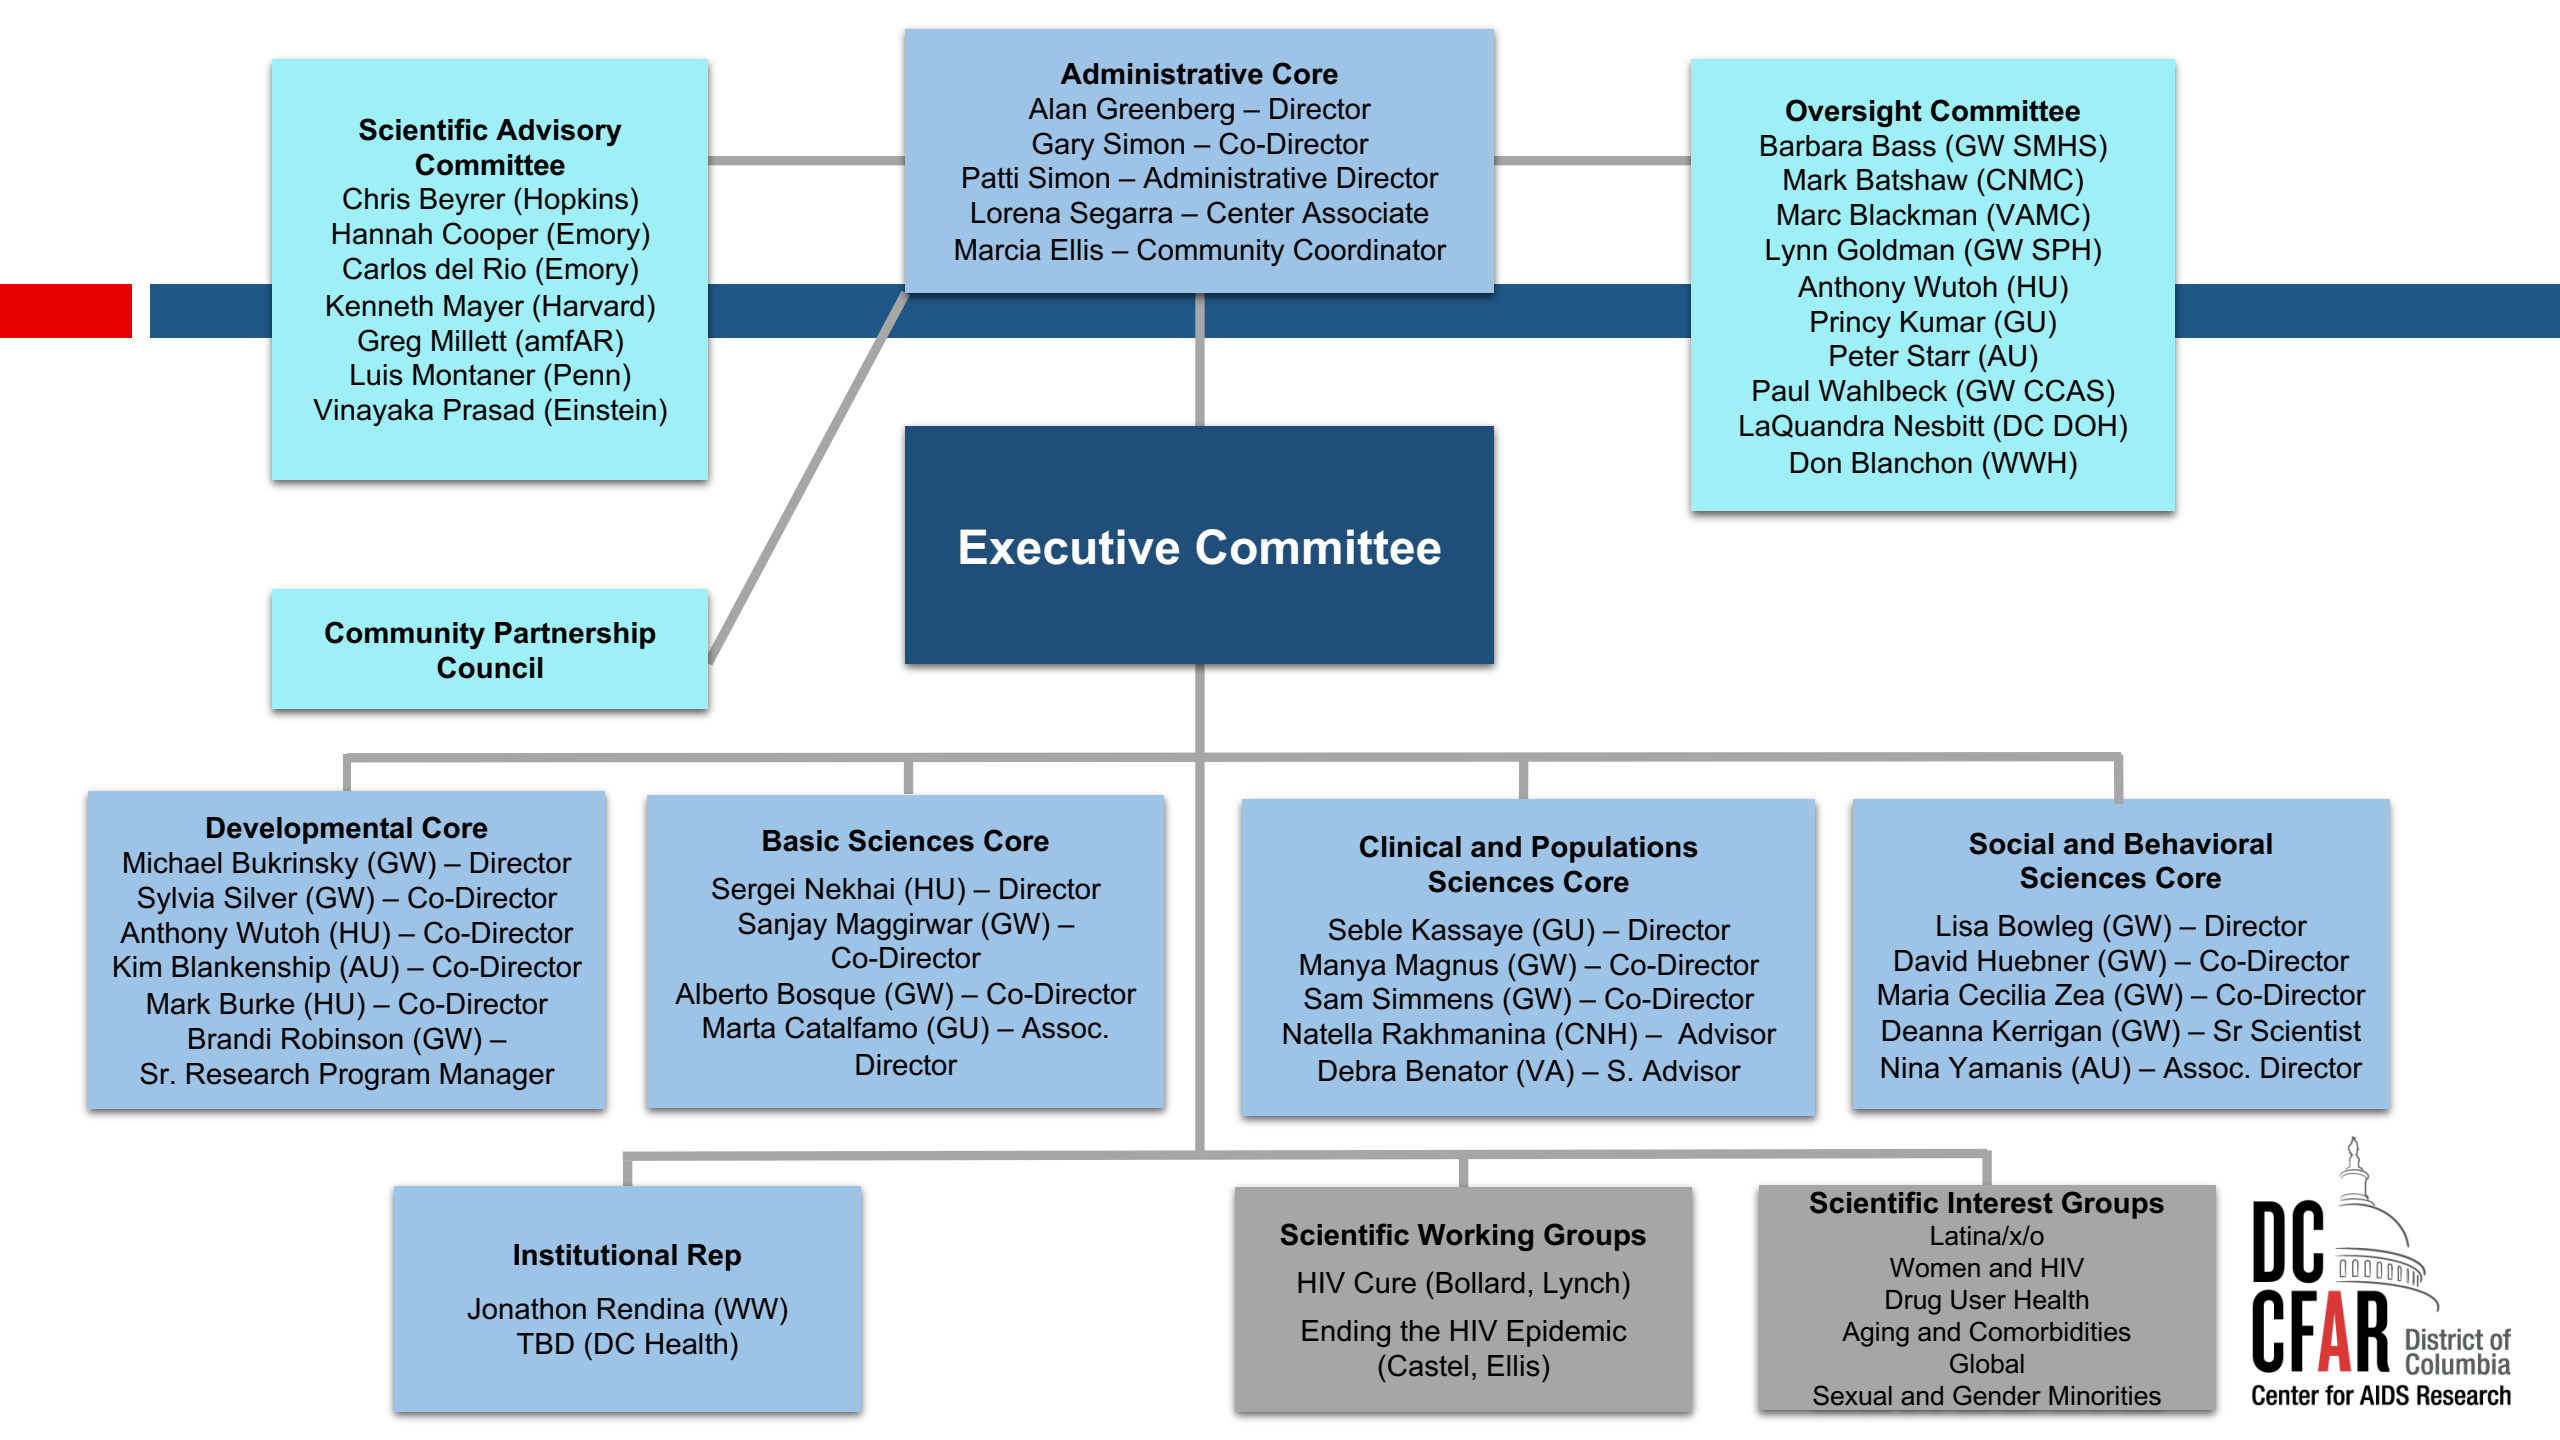 Scientific Advisory
Committee
Chris Beyrer (Hopkins)
Hannah Cooper (Emory)
Carlos del Rio (Emory)
Kenneth Mayer (Harvard)
Greg Millett (amfAR)
Luis Montaner (Penn)
Vinayaka Prasad (Einstein)
Administrative Core
Alan Greenberg – Director
Gary Simon – Co-Director
Patti Simon – Administrative Director
Lorena Segarra – Center Associate
Marcia Ellis – Community Coordinator
Oversight Committee
Barbara Bass (GW SMHS)
Mark Batshaw (CNMC)
Marc Blackman (VAMC)
Lynn Goldman (GW SPH)
Anthony Wutoh (HU)
Princy Kumar (GU)
Peter Starr (AU)
Paul Wahlbeck (GW CCAS)
LaQuandra Nesbitt (DC DOH)
Don Blanchon (WWH)
Executive Committee
Community Partnership
Council
Developmental Core
Michael Bukrinsky (GW) – Director
Sylvia Silver (GW) – Co-Director
Anthony Wutoh (HU) – Co-Director
Kim Blankenship (AU) – Co-Director
Mark Burke (HU) – Co-Director
Brandi Robinson (GW) –
Sr. Research Program Manager
Basic Sciences Core
Sergei Nekhai (HU) – Director
Sanjay Maggirwar (GW) –
Co-Director
Alberto Bosque (GW) – Co-Director
Marta Catalfamo (GU) – Assoc.
Director
Clinical and Populations
Sciences Core
Seble Kassaye (GU) – Director
Manya Magnus (GW) – Co-Director
Sam Simmens (GW) – Co-Director
Natella Rakhmanina (CNH) – Advisor
Debra Benator (VA) – S. Advisor
Social and Behavioral
Sciences Core
Lisa Bowleg (GW) – Director
David Huebner (GW) – Co-Director
Maria Cecilia Zea (GW) – Co-Director
Deanna Kerrigan (GW) – Sr Scientist
Nina Yamanis (AU) – Assoc. Director
Institutional Rep
Jonathon Rendina (WW)
TBD (DC Health)
Scientific Working Groups
HIV Cure (Bollard, Lynch)
Ending the HIV Epidemic
(Castel, Ellis)
Scientific Interest Groups
Latina/x/o
Women and HIV
Drug User Health
Aging and Comorbidities
Global
Sexual and Gender Minorities
DC
CFAR
District of
Columbia
Center for AIDS Research